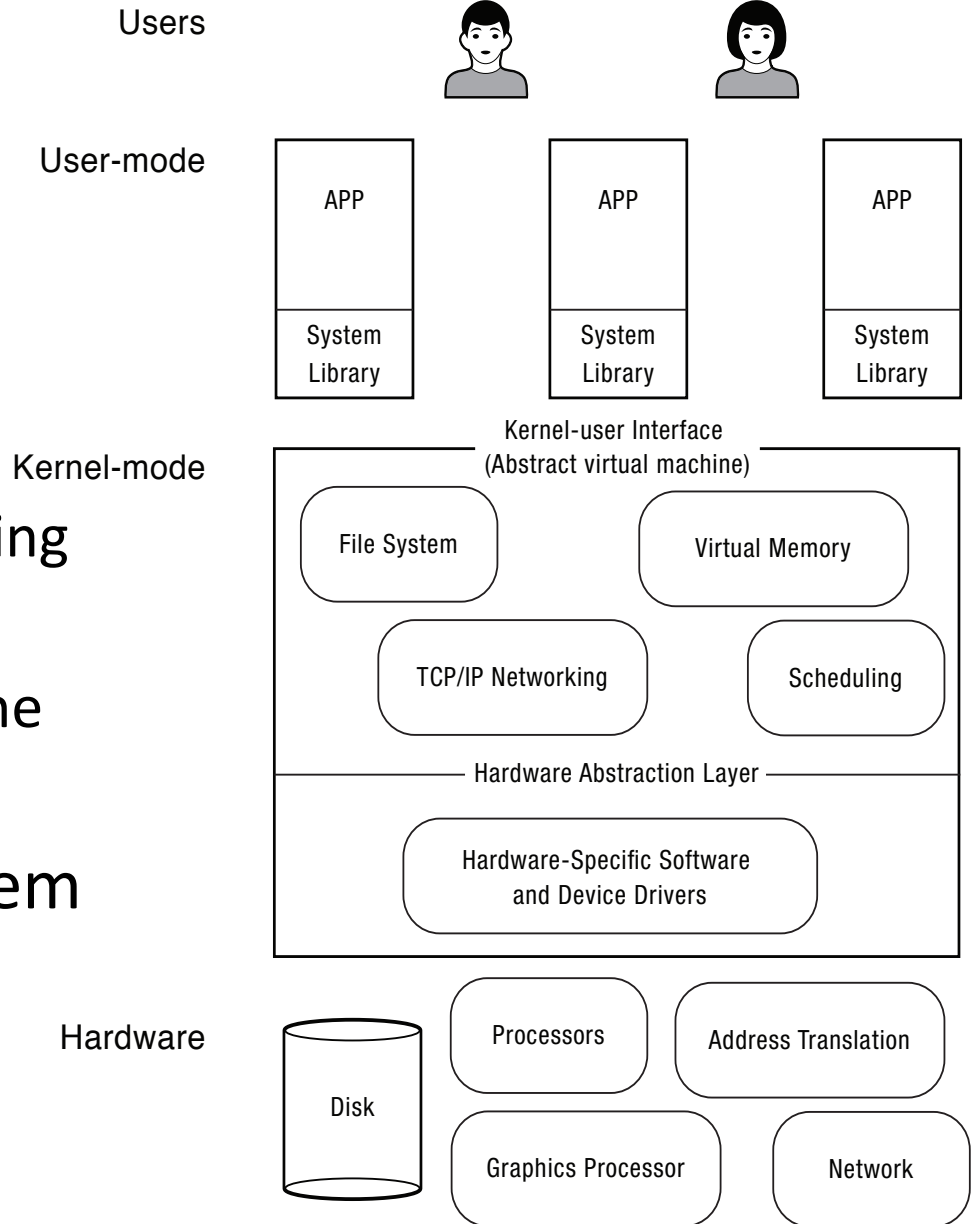 Users
User-mode
APP
APP
APP
System
Library
System
Library
System
Library
Kernel-user Interface
(Abstract virtual machine)
Kernel-mode
ing
File System
Virtual Memory
TCP/IP Networking
Scheduling
ne
Hardware Abstraction Layer
Hardware-Specific Software
and Device Drivers
em
Hardware
Processors
Address Translation
Disk
Graphics Processor
Network